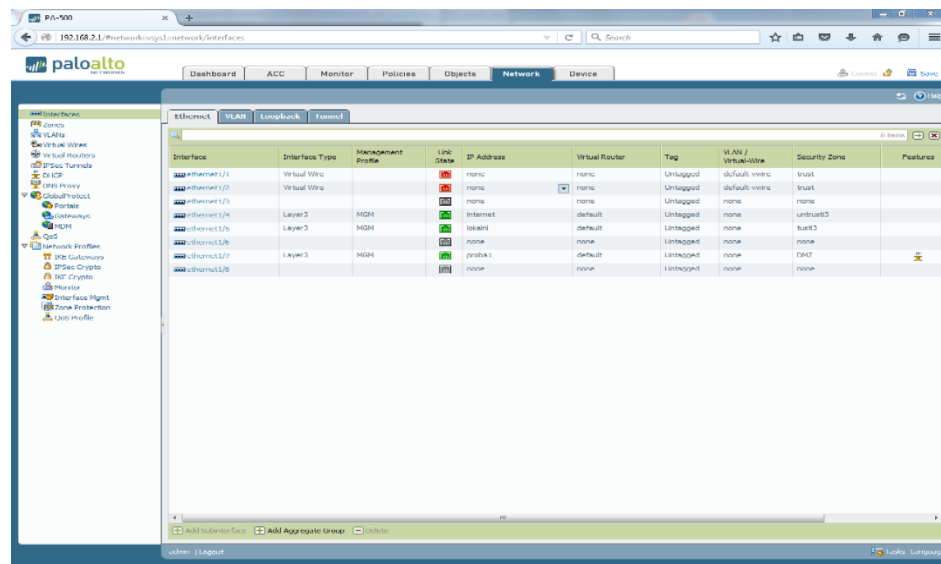 PA-500
192.168.2.1/#network::vsys1::network/interfaces
Search
paloalto
NETWORKS
Dashboard ACC Monitor Policies Objects Network Device
Commit Save
Help
Interfaces
Zones
VLANs
Virtual Wires
Virtual Routers
IPSec Tunnels
DHCP
DNS Proxy
GlobalProtect
Portals
Gateways
MDM
QoS
Network Profiles
IKE Gateways
IPSec Crypto
IKE Crypto
Monitor
Interface Mgmt
Zone Protection
QoS Profile
Ethernet VLAN Loopback Tunnel
8 items
Interface Interface Type Management Profile Link State IP Address Virtual Router Tag VLAN / Virtual-Wire Security Zone Features
ethernet1/1 Virtual Wire none none Untagged default-vwire trust
ethernet1/2 Virtual Wire none none Untagged default-vwire trust
ethernet1/3 none none Untagged none none
ethernet1/4 Layer3 MGM internet default Untagged none untrustl3
ethernet1/5 Layer3 MGM lokalni default Untagged none tustl3
ethernet1/6 none none Untagged none none
ethernet1/7 Layer3 MGM proba1 default Untagged none DMZ
ethernet1/8 none none Untagged none none
Add Subinterface Add Aggregate Group Delete
admin | Logout
Tasks Languag